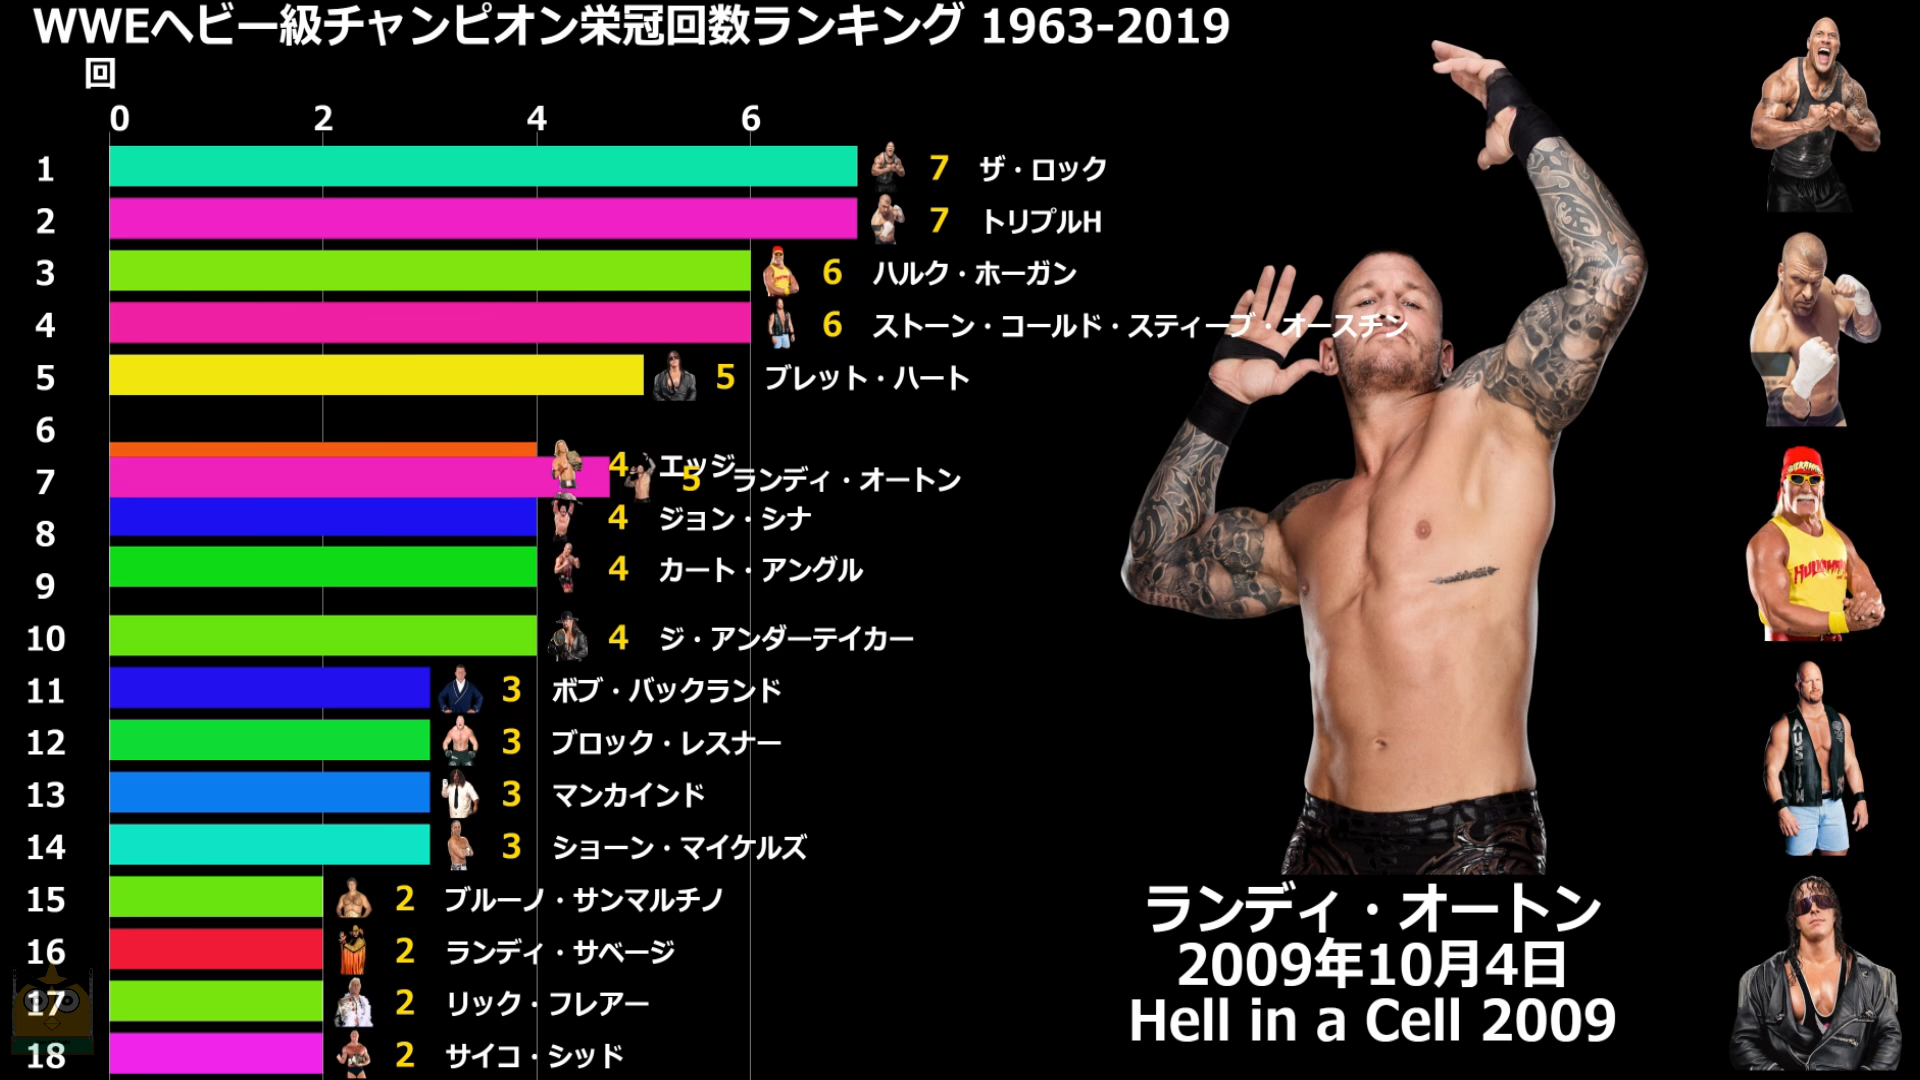 WWEヘビー級チャンピオン栄冠回数ランキング 1963-2019
回
0 2 4 6
1 7 ザ・ロック
2 7 トリプルH
3 6 ハルク・ホーガン
4 6 ストーン・コールド・スティーブ・オースチン
5 5 ブレット・ハート
6
4 エッジ
7 5 ランディ・オートン
8 4 ジョン・シナ
9 4 カート・アングル
10 4 ジ・アンダーテイカー
11 3 ボブ・バックランド
12 3 ブロック・レスナー
13 3 マンカインド
14 3 ショーン・マイケルズ
15 2 ブルーノ・サンマルチノ
16 2 ランディ・サベージ
17 2 リック・フレアー
18 2 サイコ・シッド
ランディ・オートン
2009年10月4日
Hell in a Cell 2009